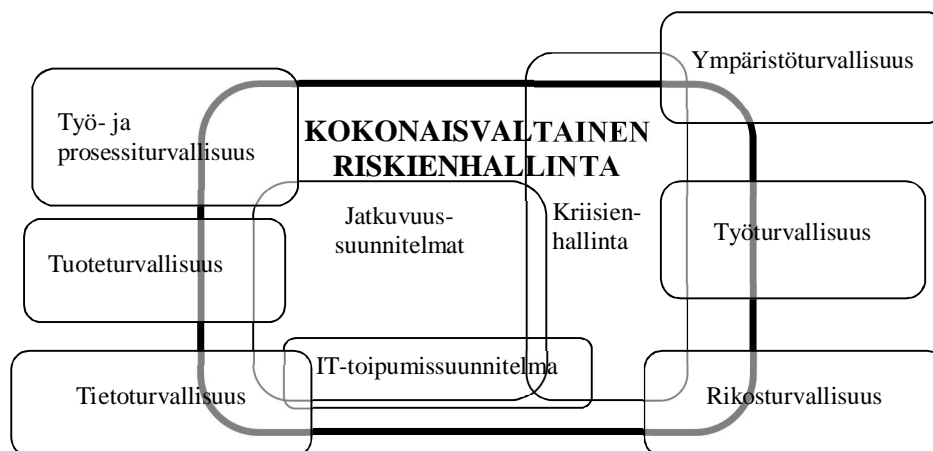 Ympäristöturvallisuus
Työ- ja
prosessiturvallisuus
KOKONAISVALTAINEN
RISKIENHALLINTA
Jatkuvuus-
suunnitelmat
Kriisien-
hallinta
Työturvallisuus
Tuoteturvallisuus
IT-toipumissuunnitelma
Tietoturvallisuus
Rikosturvallisuus